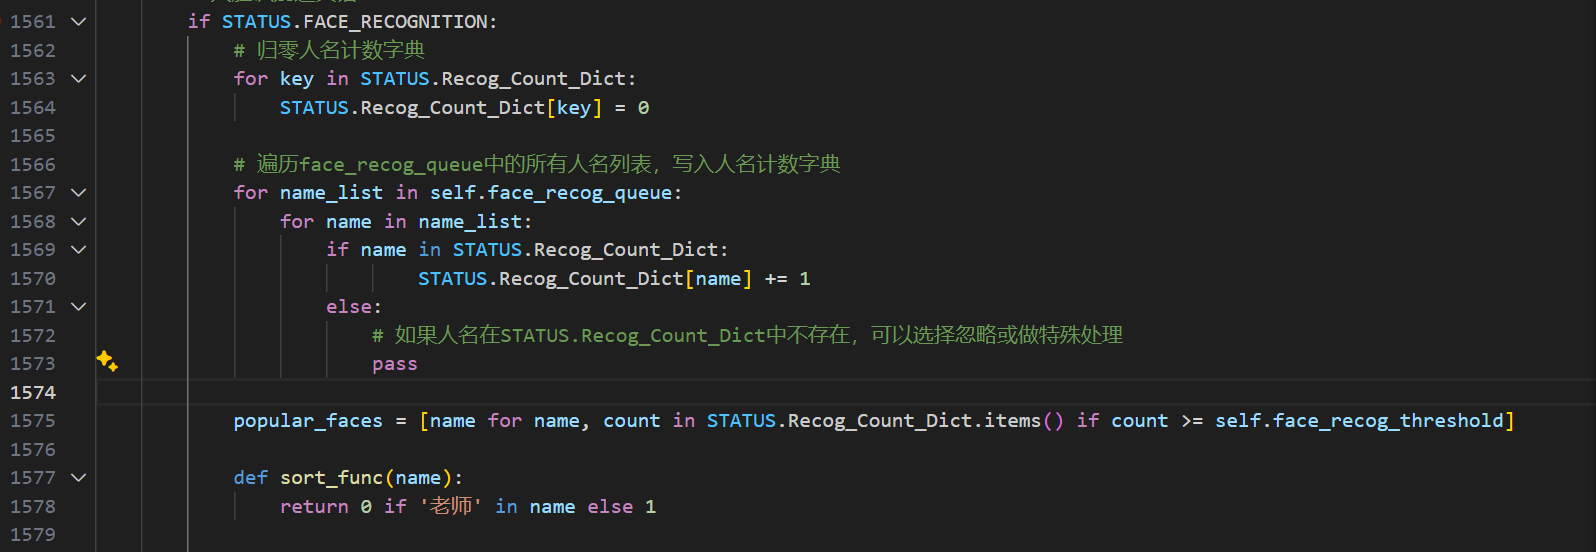 1561 if STATUS.FACE_RECOGNITION:
1562 # 归零人名计数字典
1563 for key in STATUS.Recog_Count_Dict:
1564 STATUS.Recog_Count_Dict[key] = 0
1565
1566 # 遍历face_recog_queue中的所有人名列表，写入人名计数字典
1567 for name_list in self.face_recog_queue:
1568 for name in name_list:
1569 if name in STATUS.Recog_Count_Dict:
1570 STATUS.Recog_Count_Dict[name] += 1
1571 else:
1572 # 如果人名在STATUS.Recog_Count_Dict中不存在，可以选择忽略或做特殊处理
1573 pass
1574
1575 popular_faces = [name for name, count in STATUS.Recog_Count_Dict.items() if count >= self.face_recog_threshold]
1576
1577 def sort_func(name):
1578 return 0 if '老师' in name else 1
1579